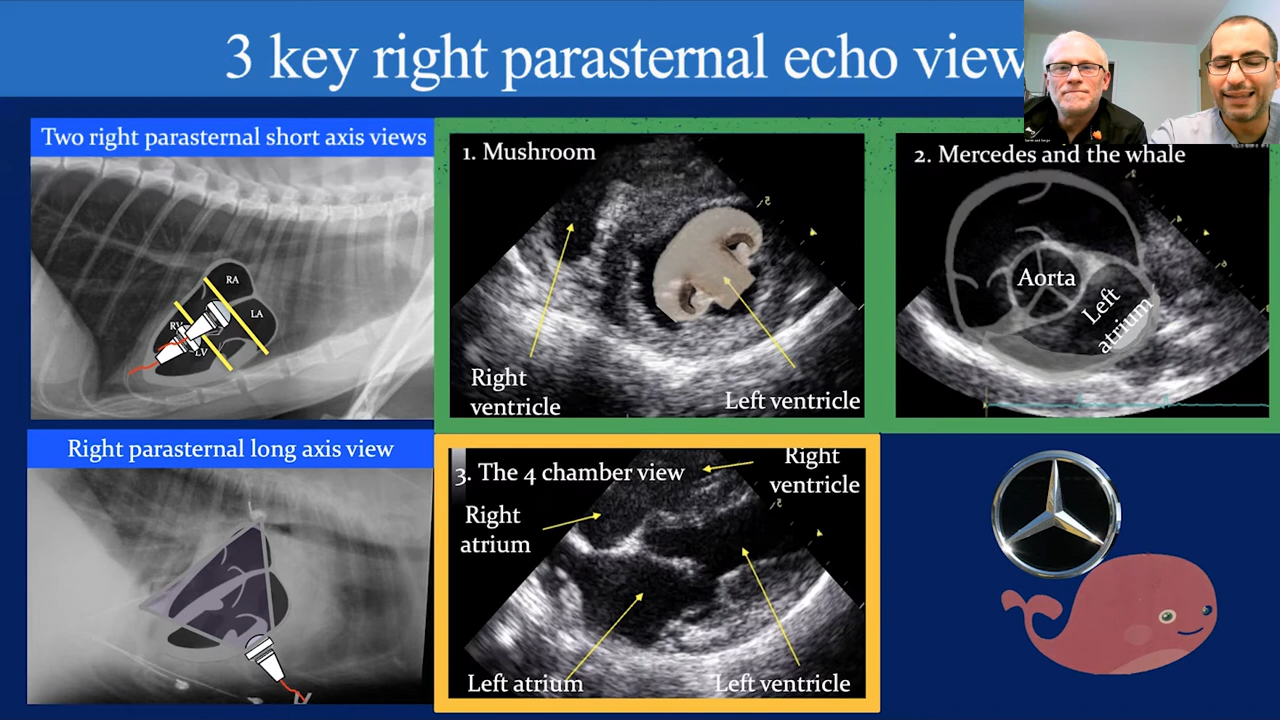 3 key right parasternal echo view
Two right parasternal short axis views
RA
LA
RV
LV
1. Mushroom
5
Right
ventricle
Left ventricle
2. Mercedes and the whale
Aorta
Left
atrium
Right parasternal long axis view
3. The 4 chamber view
Right
ventricle
Right
atrium
5
Left atrium
Left ventricle